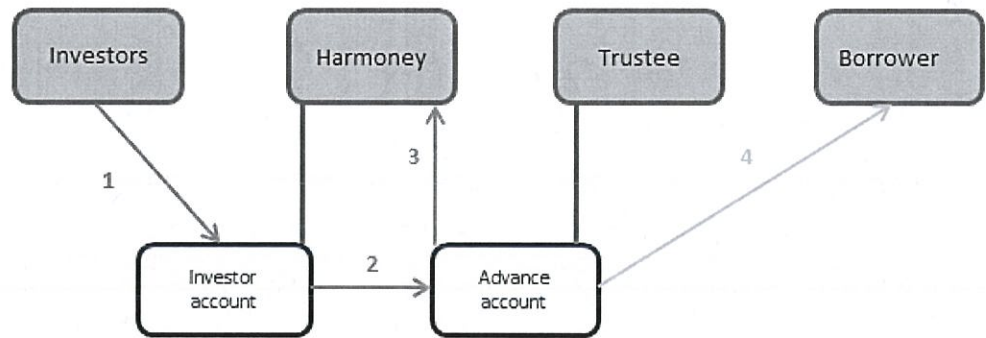 Investors
Harmoney
Trustee
Borrower
1
3
4
2
Investor
account
Advance
account